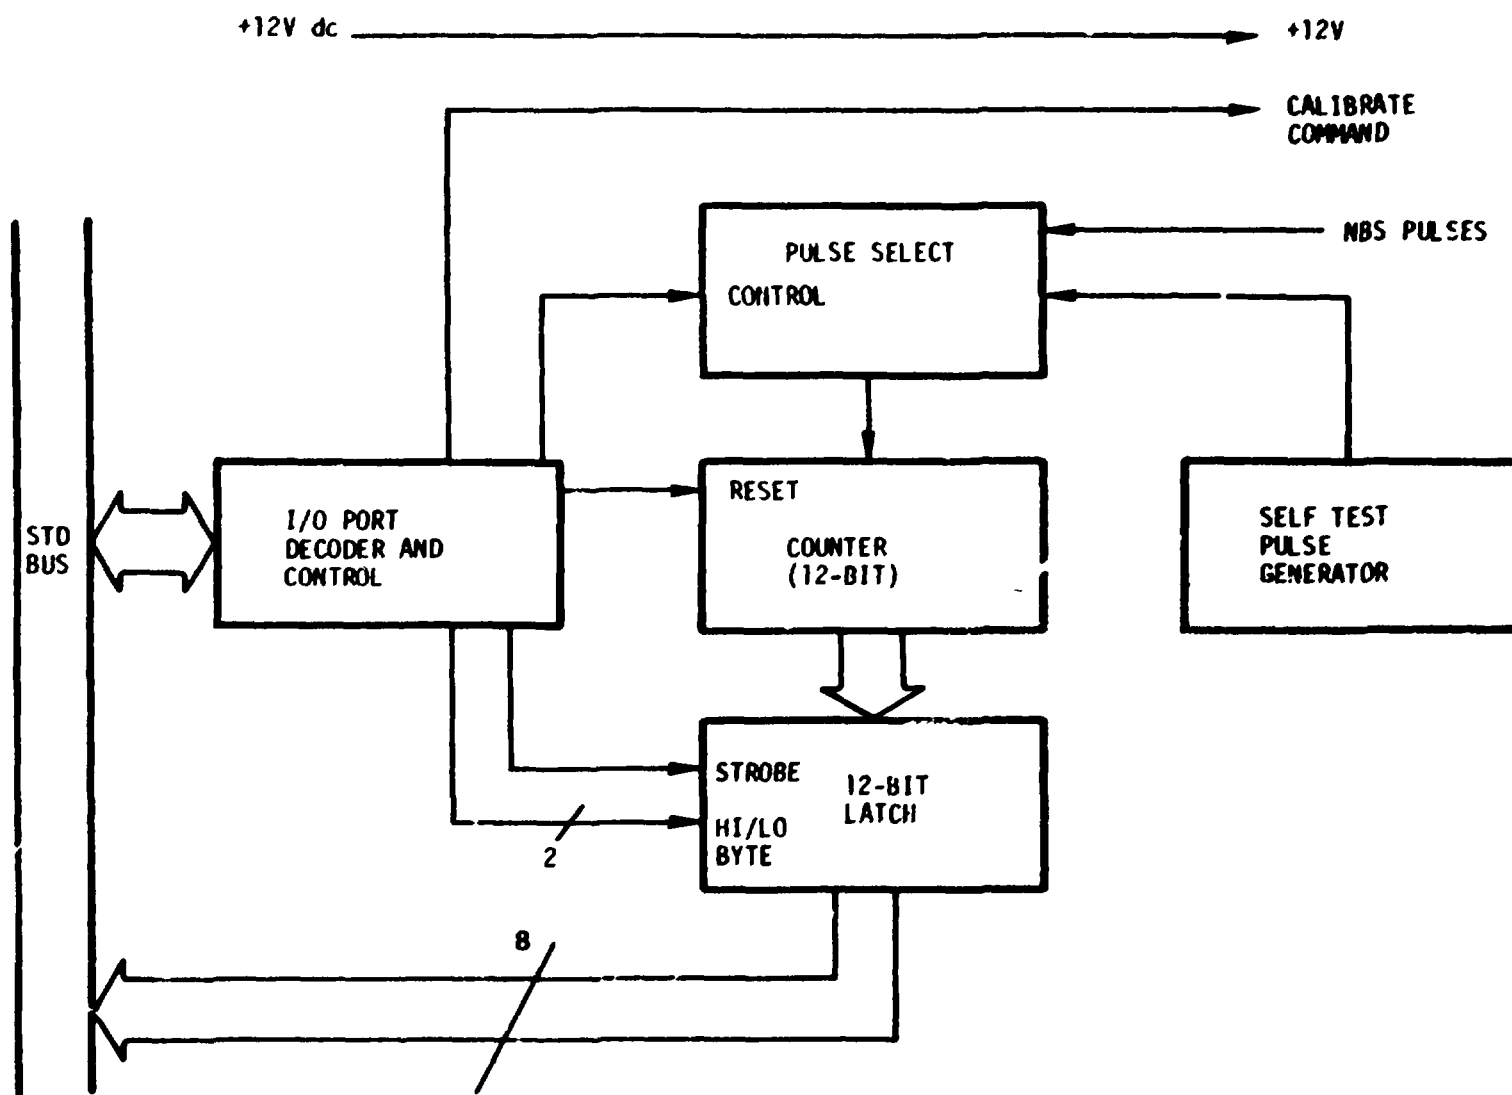 +12V dc
+12V
CALIBRATE
COMMAND
NBS PULSES
PULSE SELECT
CONTROL
STD
BUS
I/O PORT
DECODER AND
CONTROL
RESET
COUNTER
(12-BIT)
SELF TEST
PULSE
GENERATOR
STROBE
12-BIT
LATCH
HI/LO
BYTE
2
8